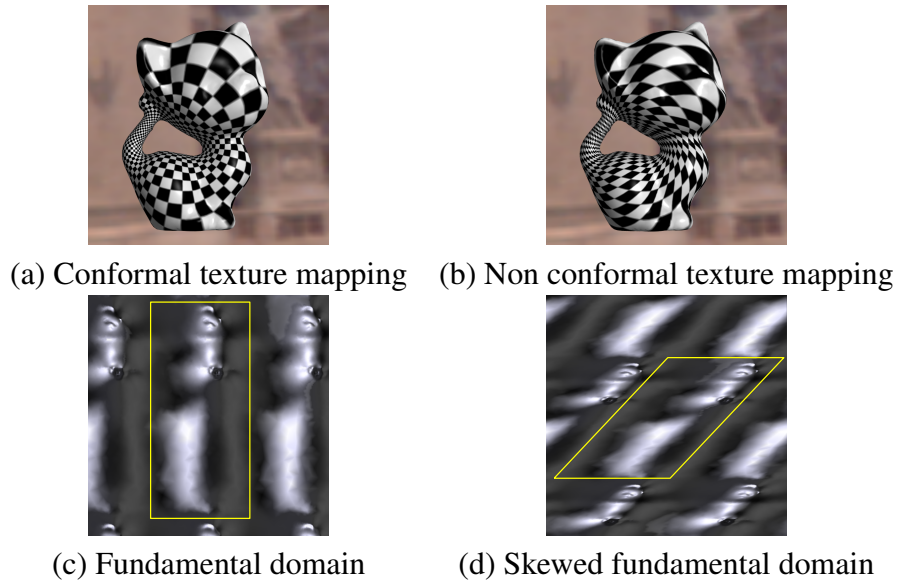 (a) Conformal texture mapping
(b) Non conformal texture mapping
(c) Fundamental domain
(d) Skewed fundamental domain